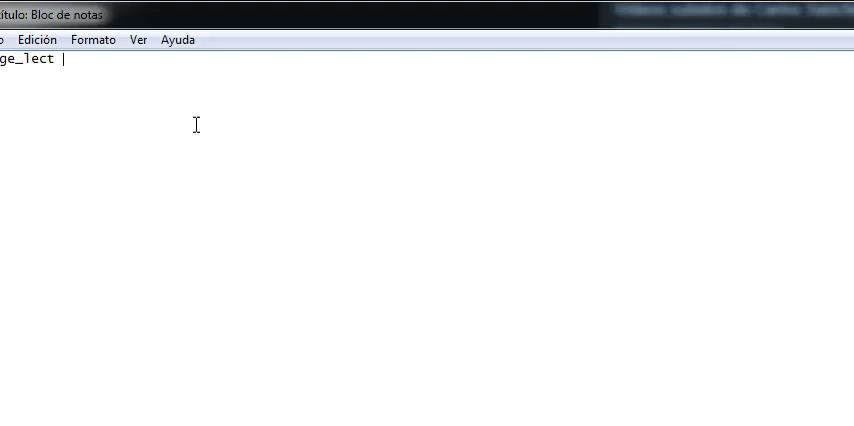 ítulo: Bloc de notas
o Edición Formato Ver Ayuda
ge_lect